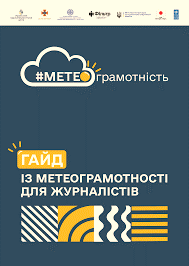 #МЕТЕОграмотність
ГАЙД
ІЗ МЕТЕОГРАМОТНОСТІ
ДЛЯ ЖУРНАЛІСТІВ